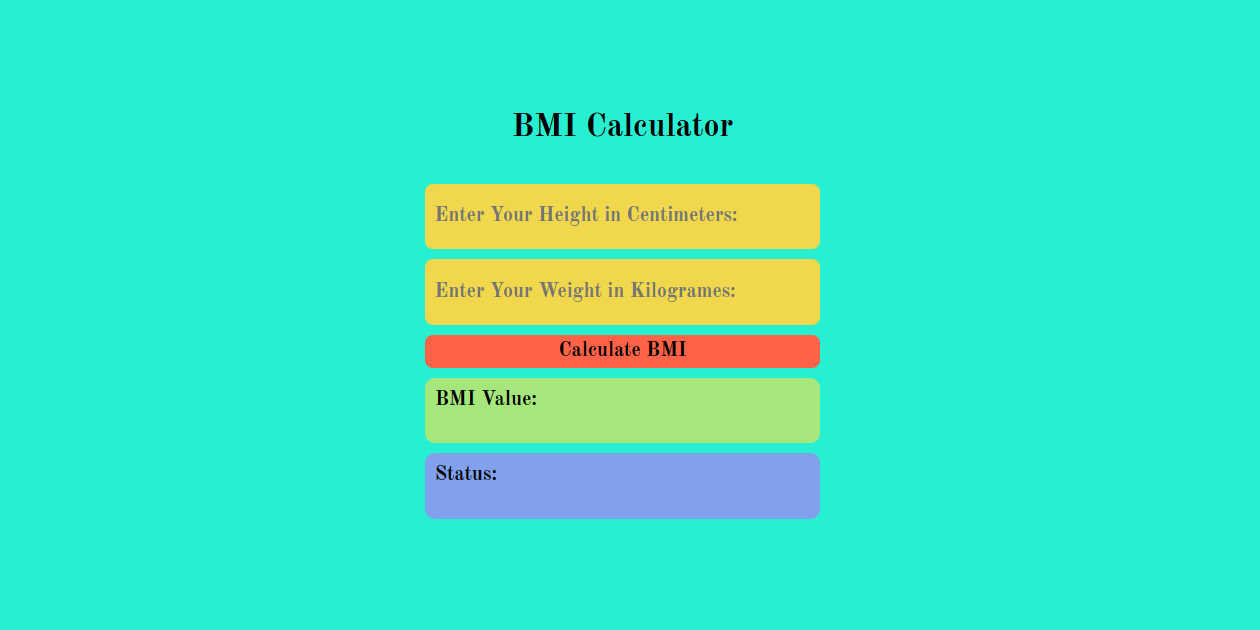 BMI Calculator
Enter Your Height in Centimeters:
Enter Your Weight in Kilogrames:
Calculate BMI
BMI Value:
Status: